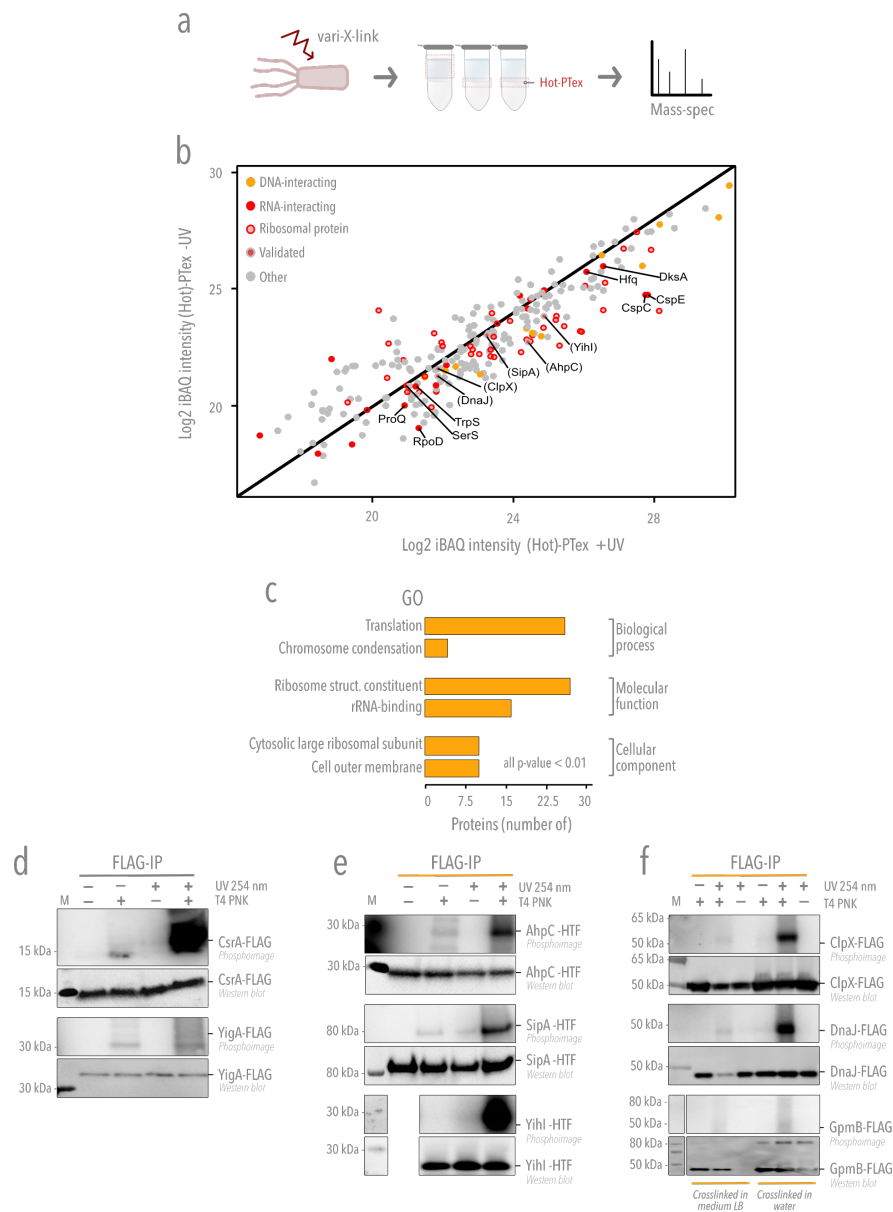 a
vari-X-link
Hot-PTex
Mass-spec
b
30
25
20
Log2 iBAQ intensity (Hot)-PTex -UV
DNA-interacting
RNA-interacting
Ribosomal protein
Validated
Other
Hfq
DksA
CspC
CspE
(YihI)
(AhpC)
(SipA)
(ClpX)
(DnaJ)
ProQ
TrpS
SerS
RpoD
20
24
28
Log2 iBAQ intensity (Hot)-PTex +UV
c
GO
Translation
Chromosome condensation
Biological
process
Ribosome struct. constituent
rRNA-binding
Molecular
function
Cytosolic large ribosomal subunit
Cell outer membrane
all p-value < 0.01
Cellular
component
0
7.5
15
22.5
30
Proteins (number of)
d
FLAG-IP
– – + + UV 254 nm
M – + – + T4 PNK
15 kDa
CsrA-FLAG
Phosphoimage
15 kDa
CsrA-FLAG
Western blot
30 kDa
YigA-FLAG
Phosphoimage
30 kDa
YigA-FLAG
Western blot
e
FLAG-IP
– – + + UV 254 nm
M – + – + T4 PNK
30 kDa
AhpC -HTF
Phosphoimage
30 kDa
AhpC -HTF
Western blot
80 kDa
SipA -HTF
Phosphoimage
80 kDa
SipA -HTF
Western blot
30 kDa
YihI -HTF
Phosphoimage
30 kDa
YihI -HTF
Western blot
f
FLAG-IP
– + + – + + UV 254 nm
M + + – + + – T4 PNK
65 kDa
50 kDa
ClpX-FLAG
Phosphoimage
65 kDa
50 kDa
ClpX-FLAG
Western blot
50 kDa
DnaJ-FLAG
Phosphoimage
50 kDa
DnaJ-FLAG
Western blot
80 kDa
50 kDa
GpmB-FLAG
Phosphoimage
80 kDa
50 kDa
GpmB-FLAG
Western blot
Crosslinked in
medium LB
Crosslinked in
water